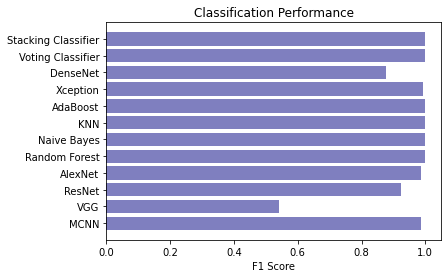 Classification Performance
Stacking Classifier
Voting Classifier
DenseNet
Xception
AdaBoost
KNN
Naive Bayes
Random Forest
AlexNet
ResNet
VGG
MCNN
0.0 0.2 0.4 0.6 0.8 1.0
F1 Score